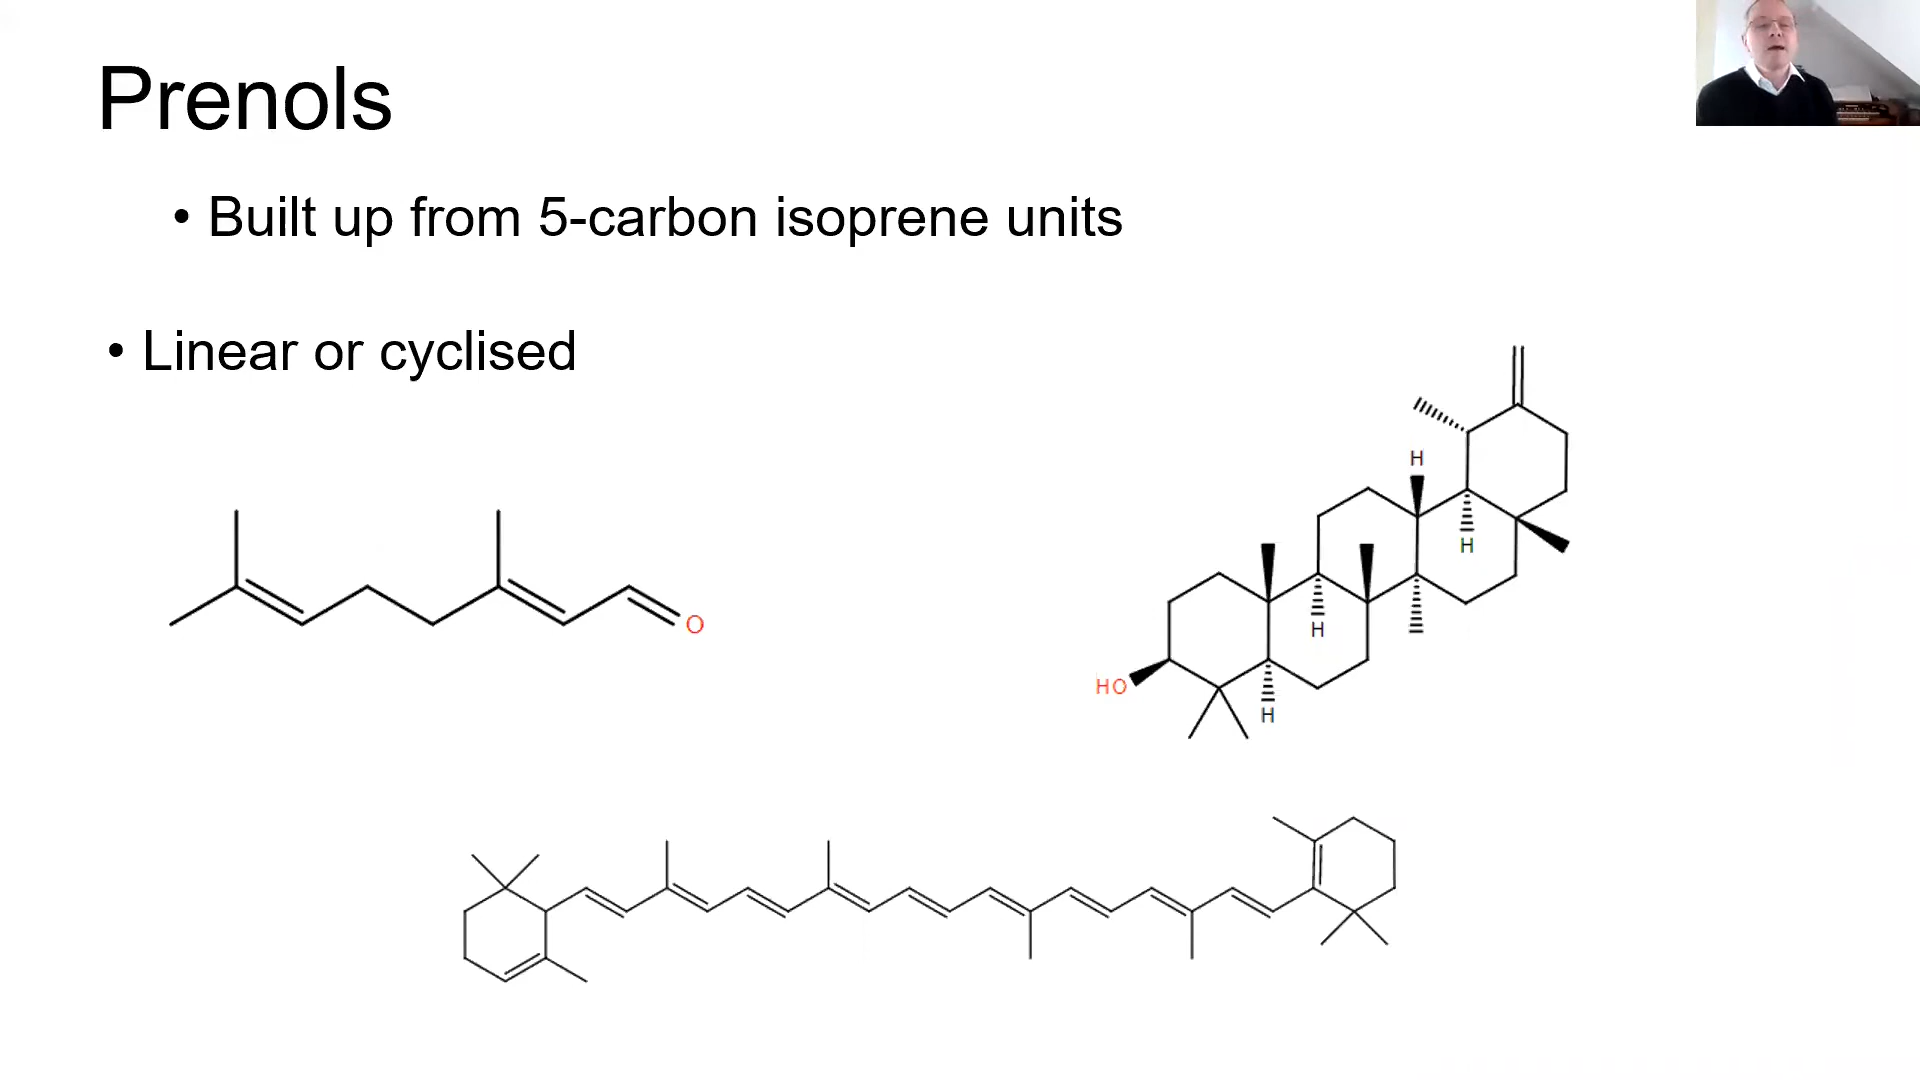 Prenols
• Built up from 5-carbon isoprene units
• Linear or cyclised
H
H
O
H
HO
H